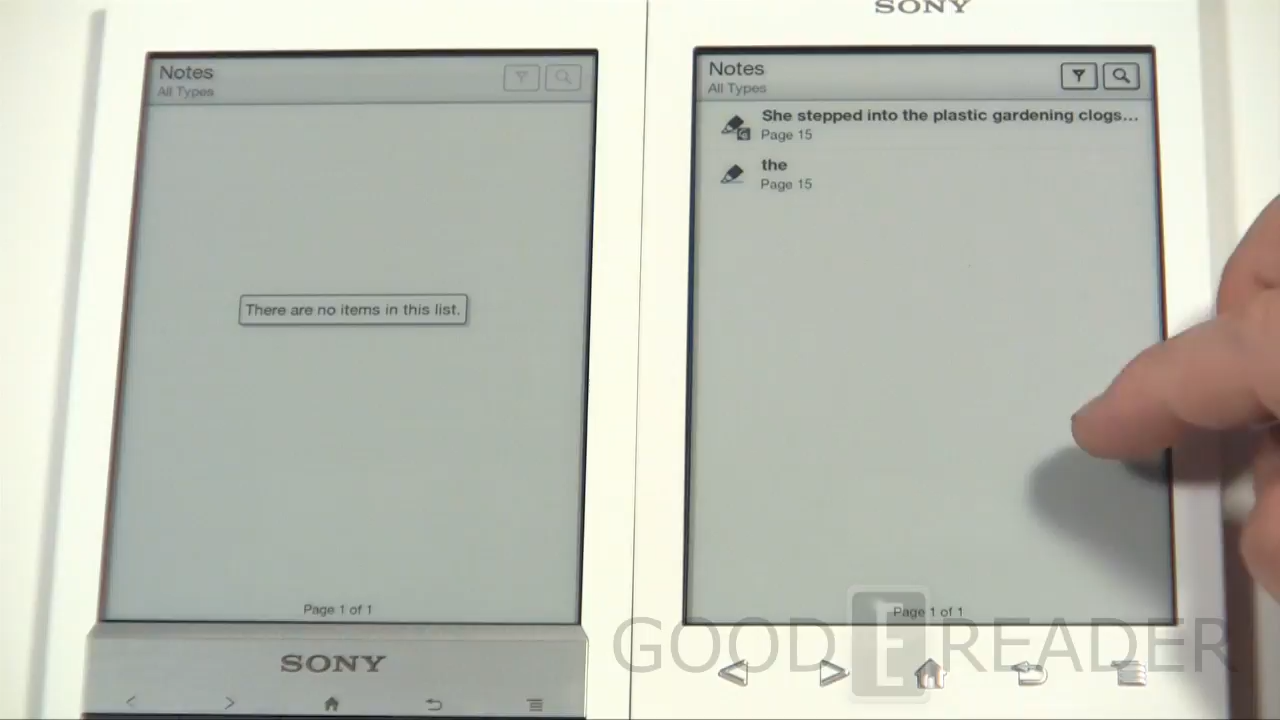 Notes
All Types
There are no items in this list.
Page 1 of 1
SONY
SONY
Notes
All Types
She stepped into the plastic gardening clogs...
Page 15
the
Page 15
Page 1 of 1
GOOD E READER